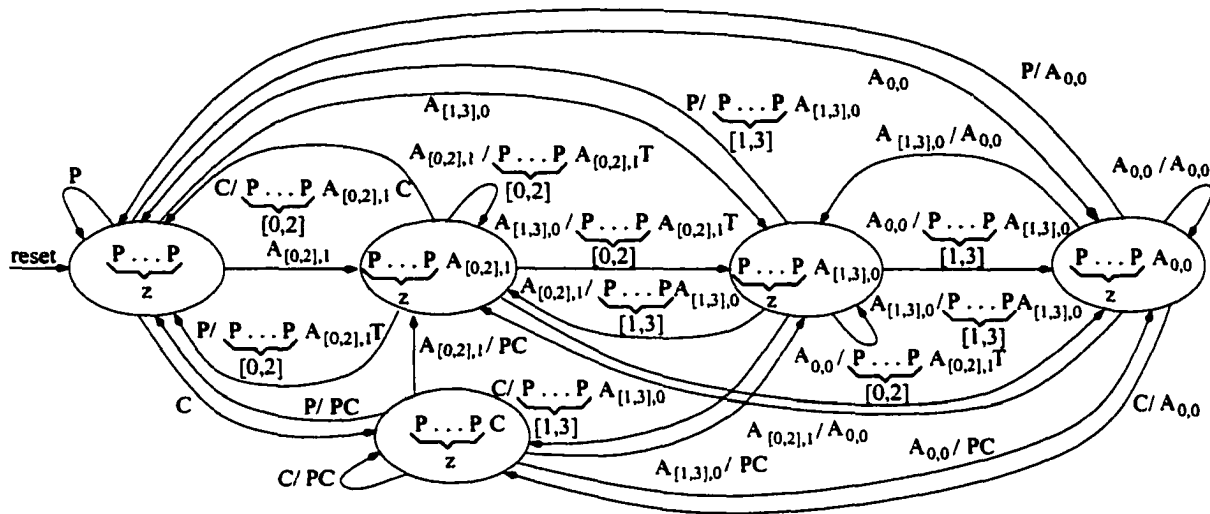 P/ A0,0
A0,0
A[1,3],0
P/ P . . . P A[1,3],0
[1,3]
A[1,3],0 / A0,0
A0,0 / A0,0
P
C/ P . . . P A[0,2],1 C
[0,2]
A[0,2],1 / P . . . P A[0,2],1T
[0,2]
A[1,3],0 / P . . . P A[0,2],1T
[0,2]
A0,0 / P . . . P A[1,3],0
[1,3]
reset
P . . . P
z
A[0,2],1
P . . . P A[0,2],1
z
P . . . P A[1,3],0
z
P . . . P A0,0
z
A[0,2],1/ P . . . PA[1,3],0
[1,3]
A[1,3],0 /P . . . PA[1,3],0
[1,3]
P/ P . . . P A[0,2],1T
[0,2]
A[0,2],1/ PC
A0,0 / P . . . P A[0,2],1T
[0,2]
C
P/ PC
C/ P . . . P A[1,3],0
[1,3]
C/ A0,0
P . . . P C
z
A[0,2],1/ A0,0
A0,0/ PC
C/ PC
A[1,3],0 / PC